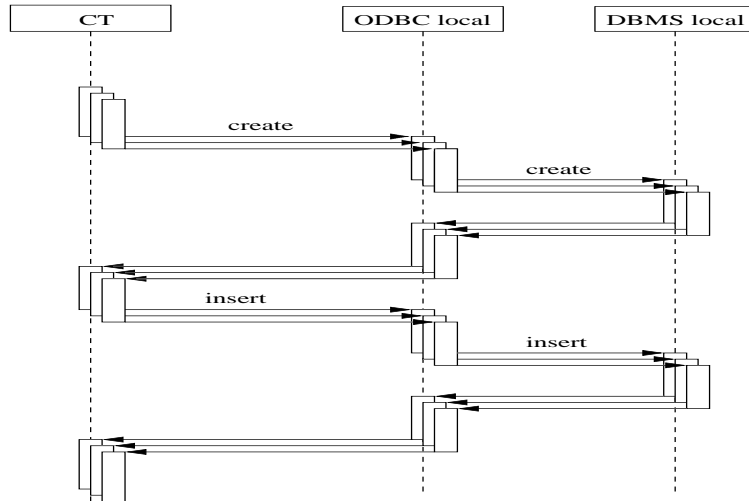 CT
ODBC local
DBMS local
create
create
insert
insert